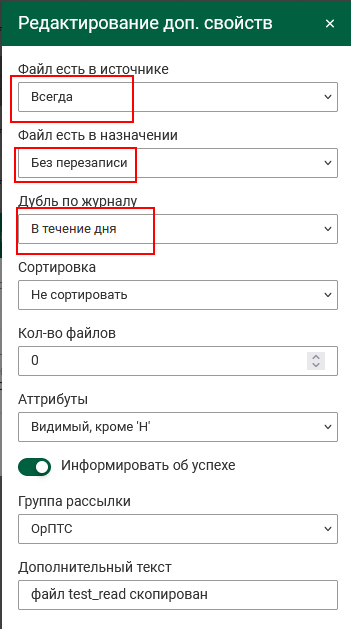 Редактирование доп. свойств ×
Файл есть в источнике
Всегда
Файл есть в назначении
Без перезаписи
Дубль по журналу
В течение дня
Сортировка
Не сортировать
Кол-во файлов
0
Аттрибуты
Видимый, кроме 'H'
Информировать об успехе
Группа рассылки
ОрПТС
Дополнительный текст
файл test_read скопирован